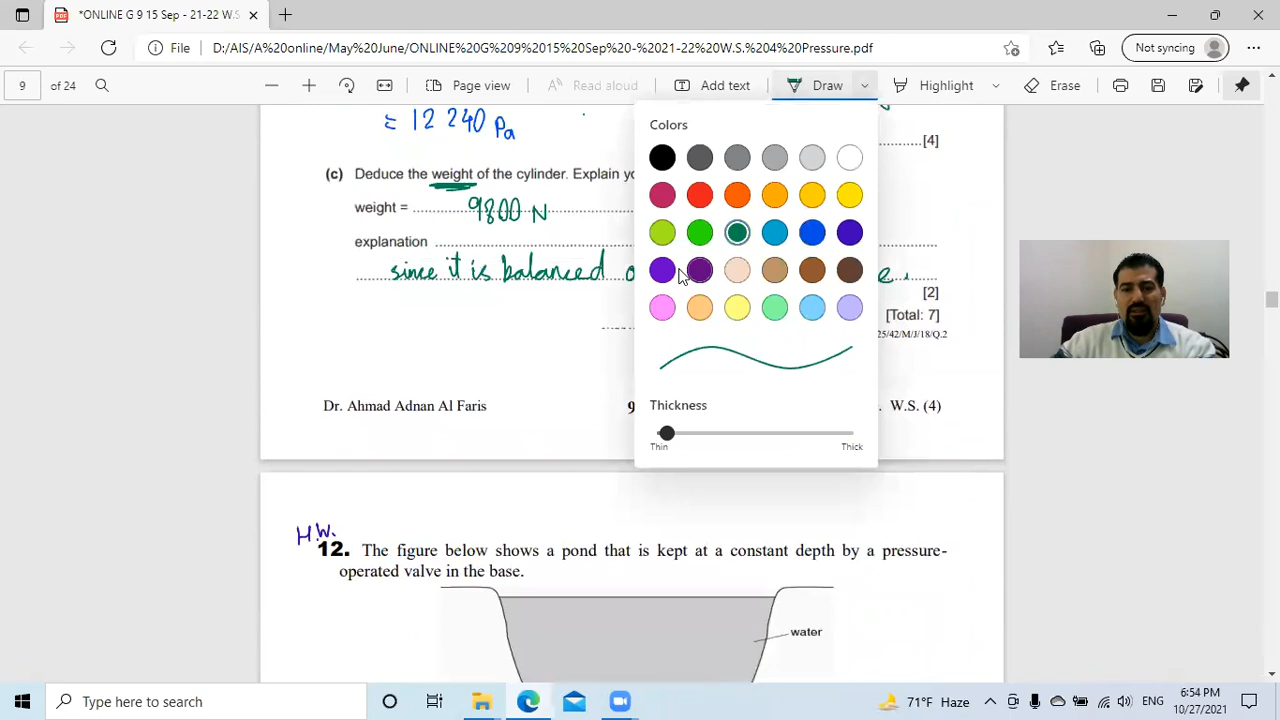 *ONLINE G 9 15 Sep - 21-22 W.S.
File
D:/AIS/A%20online/May%20June/ONLINE%20G%209%2015%20Sep%20-%2021-22%20W.S.%204%20Pressure.pdf
Not syncing
9 of 24
Page view
Read aloud
Add text
Draw
Highlight
Erase
= 12 240 Pa
[4]
(c) Deduce the weight of the cylinder. Explain yo
weight = 9800 N
explanation
since it is balanced
e.
[2]
[Total: 7]
25/42/M/J/18/Q.2
Dr. Ahmad Adnan Al Faris
9
. W.S. (4)
Colors
Thickness
Thin
Thick
H.W.
12. The figure below shows a pond that is kept at a constant depth by a pressure-
operated valve in the base.
water
Type here to search
71°F Haze
ENG
6:54 PM
10/27/2021